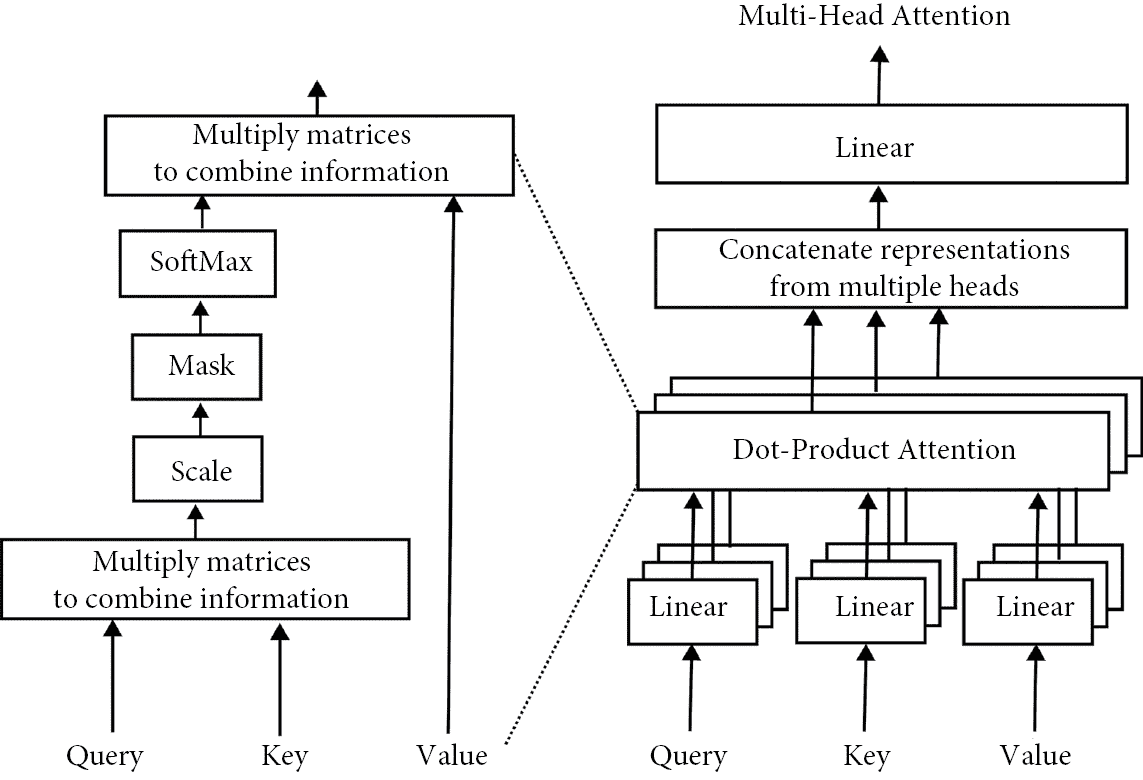 Multi-Head Attention
Multiply matrices
to combine information
SoftMax
Mask
Scale
Multiply matrices
to combine information
Query
Key
Value
Linear
Concatenate representations
from multiple heads
Dot-Product Attention
Linear
Linear
Linear
Query
Key
Value